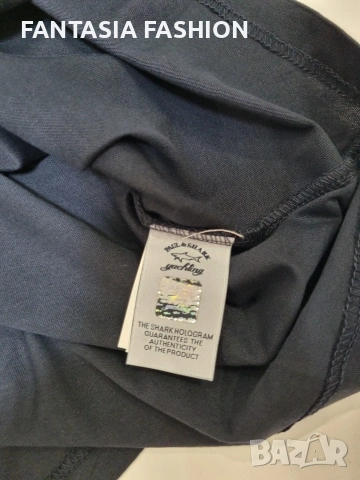 FANTASIA FASHION
PAUL & SHARK
yachting
THE SHARK HOLOGRAM
GUARANTEES THE
AUTHENTICITY
OF THE PRODUCT
BAZAR